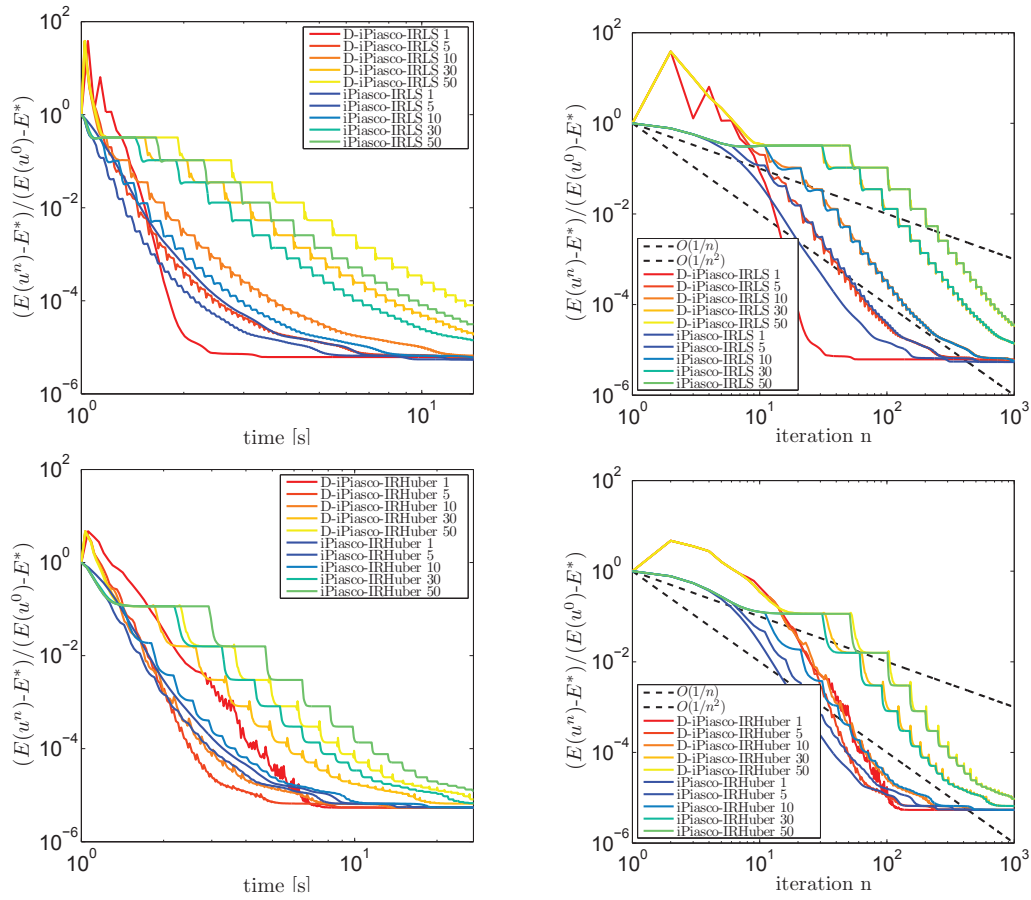 10^2
10^0
10^-2
10^-4
10^-6
(E(u^n)-E*)/(E(u^0)-E*)
D-iPiasco-IRLS 1
D-iPiasco-IRLS 5
D-iPiasco-IRLS 10
D-iPiasco-IRLS 30
D-iPiasco-IRLS 50
iPiasco-IRLS 1
iPiasco-IRLS 5
iPiasco-IRLS 10
iPiasco-IRLS 30
iPiasco-IRLS 50
10^0
10^1
time [s]
10^2
10^0
10^-2
10^-4
10^-6
(E(u^n)-E*)/(E(u^0)-E*)
O(1/n)
O(1/n^2)
D-iPiasco-IRLS 1
D-iPiasco-IRLS 5
D-iPiasco-IRLS 10
D-iPiasco-IRLS 30
D-iPiasco-IRLS 50
iPiasco-IRLS 1
iPiasco-IRLS 5
iPiasco-IRLS 10
iPiasco-IRLS 30
iPiasco-IRLS 50
10^0
10^1
10^2
10^3
iteration n
10^2
10^0
10^-2
10^-4
10^-6
(E(u^n)-E*)/(E(u^0)-E*)
D-iPiasco-IRHuber 1
D-iPiasco-IRHuber 5
D-iPiasco-IRHuber 10
D-iPiasco-IRHuber 30
D-iPiasco-IRHuber 50
iPiasco-IRHuber 1
iPiasco-IRHuber 5
iPiasco-IRHuber 10
iPiasco-IRHuber 30
iPiasco-IRHuber 50
10^0
10^1
time [s]
10^2
10^0
10^-2
10^-4
10^-6
(E(u^n)-E*)/(E(u^0)-E*)
O(1/n)
O(1/n^2)
D-iPiasco-IRHuber 1
D-iPiasco-IRHuber 5
D-iPiasco-IRHuber 10
D-iPiasco-IRHuber 30
D-iPiasco-IRHuber 50
iPiasco-IRHuber 1
iPiasco-IRHuber 5
iPiasco-IRHuber 10
iPiasco-IRHuber 30
iPiasco-IRHuber 50
10^0
10^1
10^2
10^3
iteration n